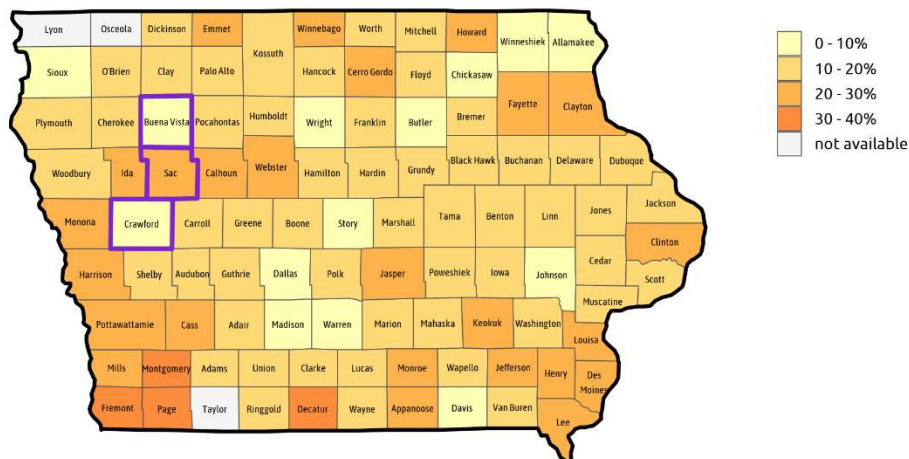 Lyon Osceola Dickinson Emmet Winnebago Worth Mitchell Howard Winneshiek Allamakee
Kossuth
Sioux O'Brien Clay Palo Alto Hancock Cerro Gordo Floyd Chickasaw
Fayette Clayton
Plymouth Cherokee Buena Vista Pocahontas Humboldt Wright Franklin Butler Bremer
Woodbury Ida Sac Calhoun Webster Hamilton Hardin Grundy Black Hawk Buchanan Delaware Dubuque
Monona Crawford Carroll Greene Boone Story Marshall Tama Benton Linn Jones Jackson
Clinton
Harrison Shelby Audubon Guthrie Dallas Polk Jasper Poweshiek Iowa Johnson Cedar Scott
Muscatine
Pottawattamie Cass Adair Madison Warren Marion Mahaska Keokuk Washington
Louisa
Mills Montgomery Adams Union Clarke Lucas Monroe Wapello Jefferson Henry Des
Moines
Fremont Page Taylor Ringgold Decatur Wayne Appanoose Davis Van Buren
Lee
0 - 10%
10 - 20%
20 - 30%
30 - 40%
not available